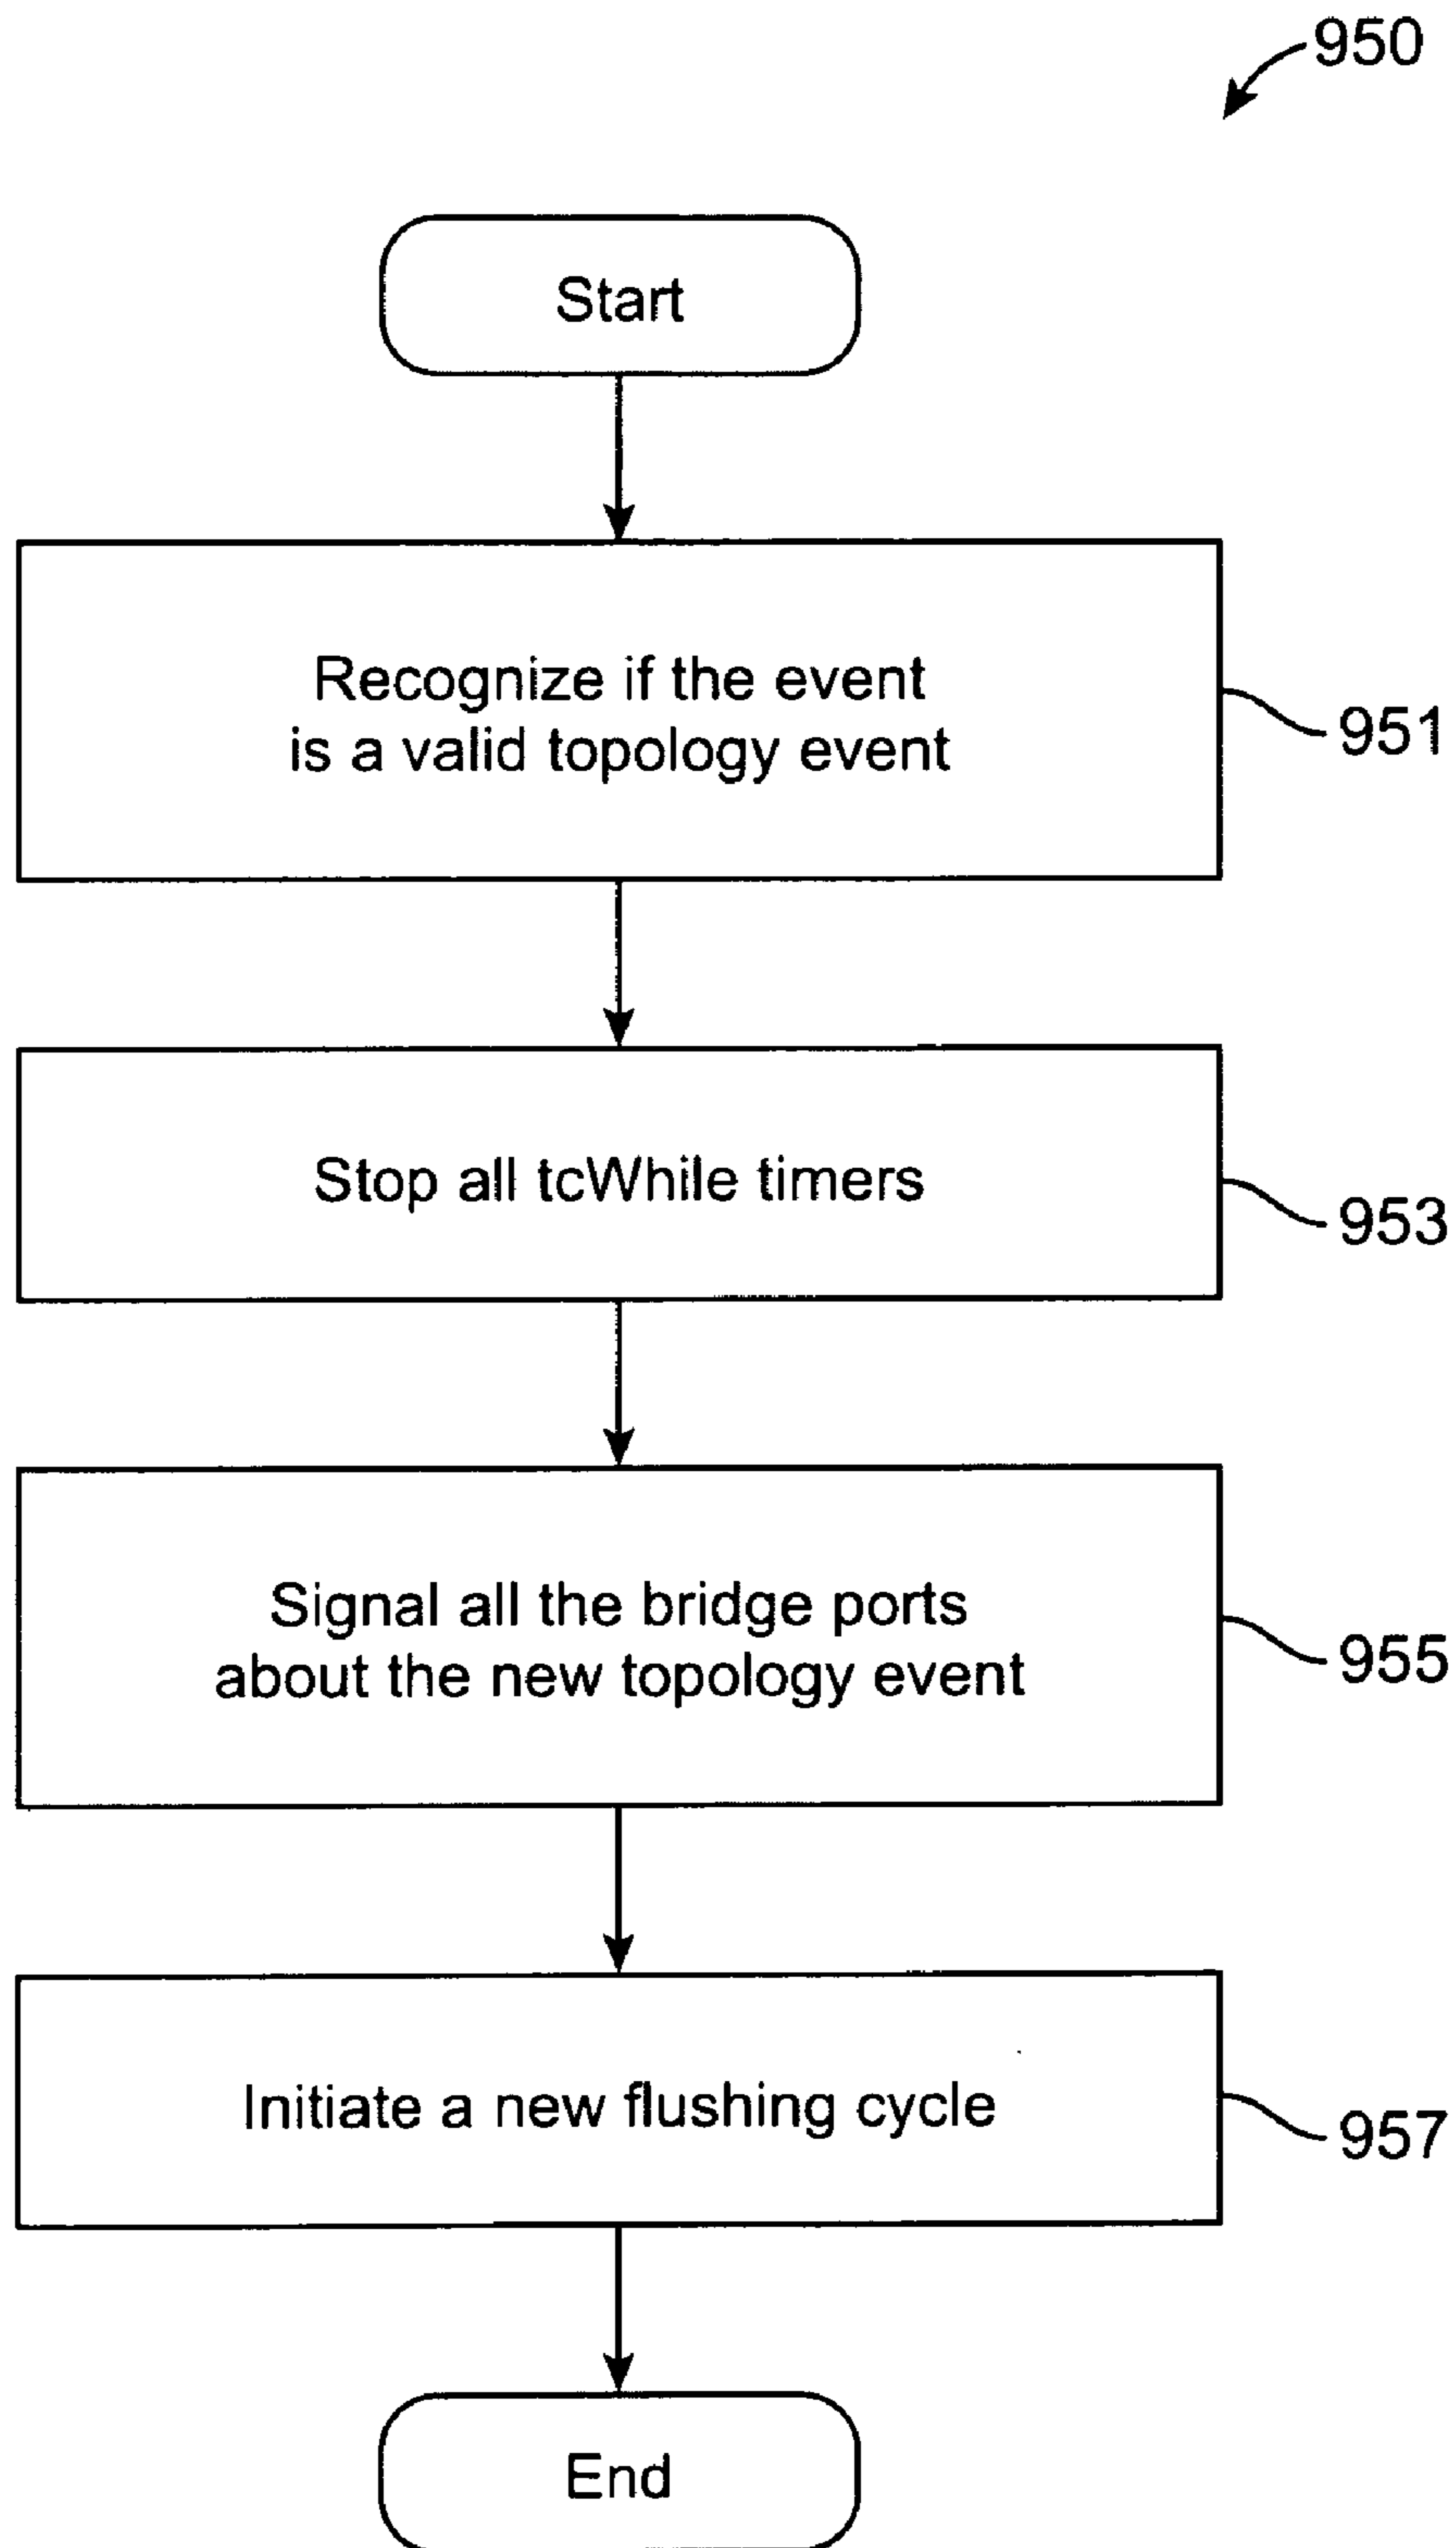 950
Start
Recognize if the event
is a valid topology event
951
Stop all tcWhile timers
953
Signal all the bridge ports
about the new topology event
955
Initiate a new flushing cycle
957
End